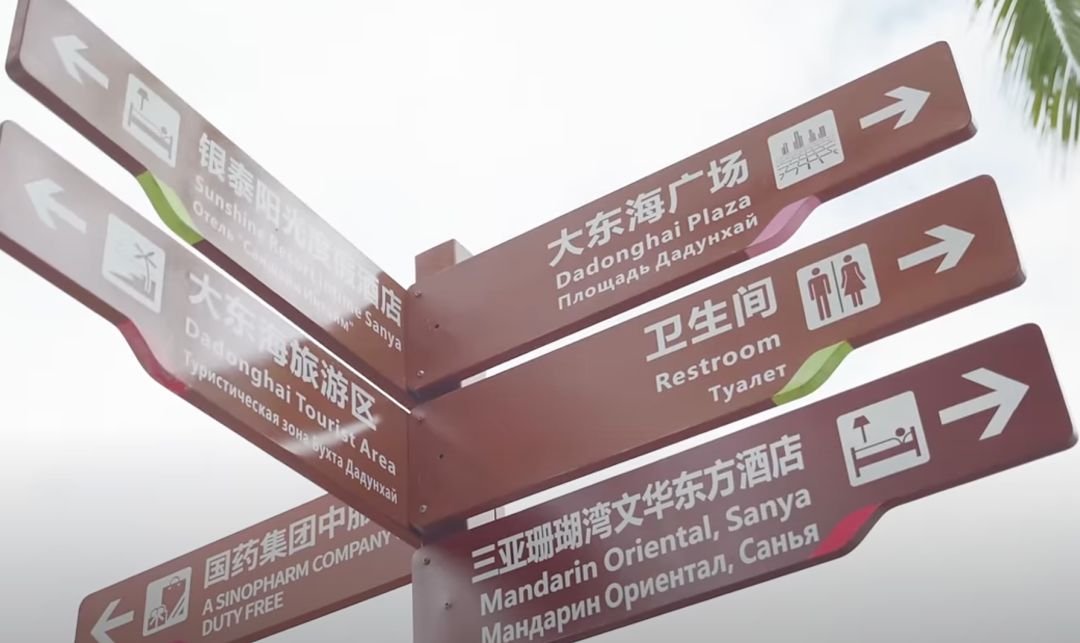 银泰阳光度假酒店
Sunshine Resort Intime Sanya
Отель
大东海旅游区
Dadonghai Tourist Area
Туристическая зона Бухта Дадунхай
国药集团中服
A SINOPHARM COMPANY
DUTY FREE
大东海广场
Dadonghai Plaza
Площадь Дадунхай
卫生间
Restroom
Туалет
三亚珊瑚湾文华东方酒店
Mandarin Oriental, Sanya
Мандарин Ориентал, Санья